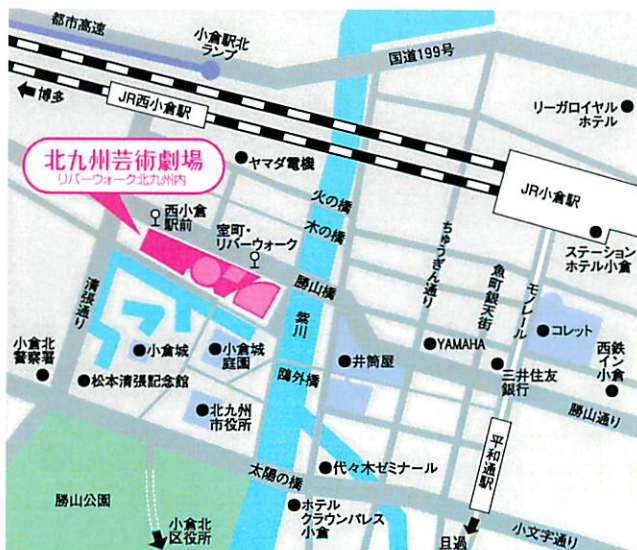 都市高速
小倉駅北
ランプ
国道199号
博多
JR西小倉駅
リーガロイヤル
ホテル
北九州芸術劇場
リバーウォーク北九州内
ヤマダ電機
JR小倉駅
火の橋
木の橋
西小倉
駅前
室町・
リバーウォーク
ちゅうぎん通り
魚町銀天街
モノレール
ステーション
ホテル小倉
勝山橋
清張通り
紫川
コレット
小倉北
警察署
小倉城
小倉城
庭園
井筒屋
YAMAHA
三井住友
銀行
西鉄
イン
小倉
松本清張記念館
鴎外橋
勝山通り
北九州
市役所
平和通駅
太陽の橋
代々木ゼミナール
勝山公園
小倉北
区役所
ホテル
クラウンパレス
小倉
旦過
小文字通り